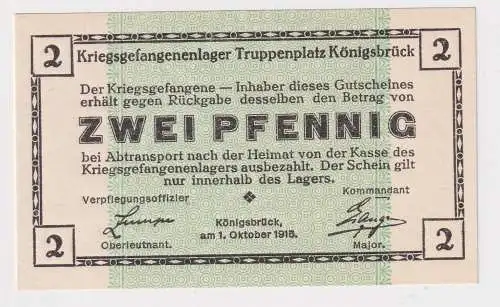 2 2
Kriegsgefangenenlager Truppenplatz Königsbrück
Der Kriegsgefangene — Inhaber dieses Gutscheines
erhält gegen Rückgabe desselben den Betrag von
ZWEI PFENNIG
bei Abtransport nach der Heimat von der Kasse des
Kriegsgefangenenlagers ausbezahlt. Der Schein gilt
nur innerhalb des Lagers.
Verpflegungsoffizier Kommandant
Königsbrück,
am 1. Oktober 1915.
Oberleutnant. Major.
2 2